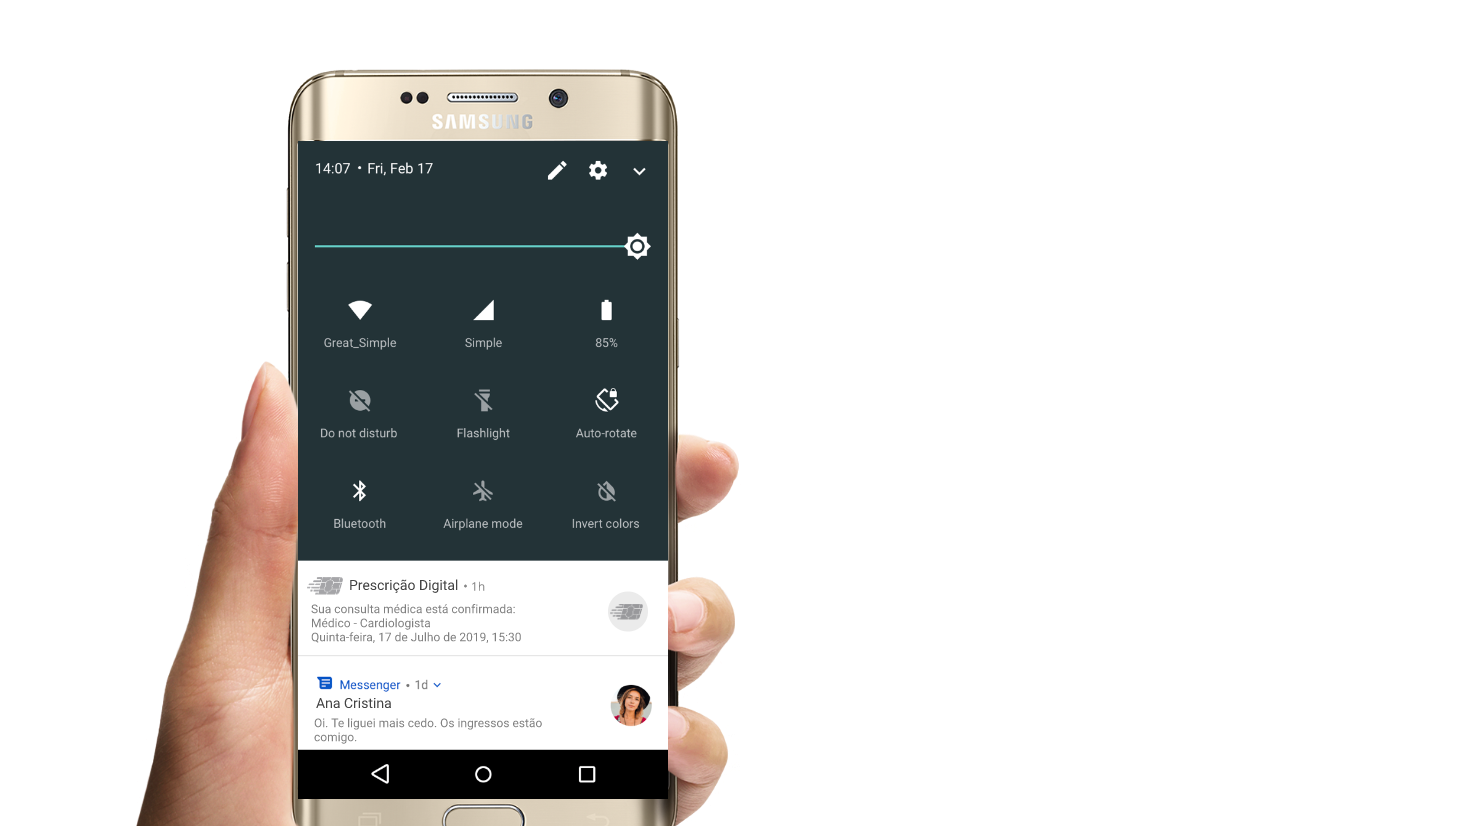 SAMSUNG
14:07 • Fri, Feb 17
Great_Simple
Simple
85%
Do not disturb
Flashlight
Auto-rotate
Bluetooth
Airplane mode
Invert colors
Prescrição Digital • 1h
Sua consulta médica está confirmada:
Médico - Cardiologista
Quinta-feira, 17 de Julho de 2019, 15:30
Messenger • 1d
Ana Cristina
Oi. Te liguei mais cedo. Os ingressos estão
comigo.